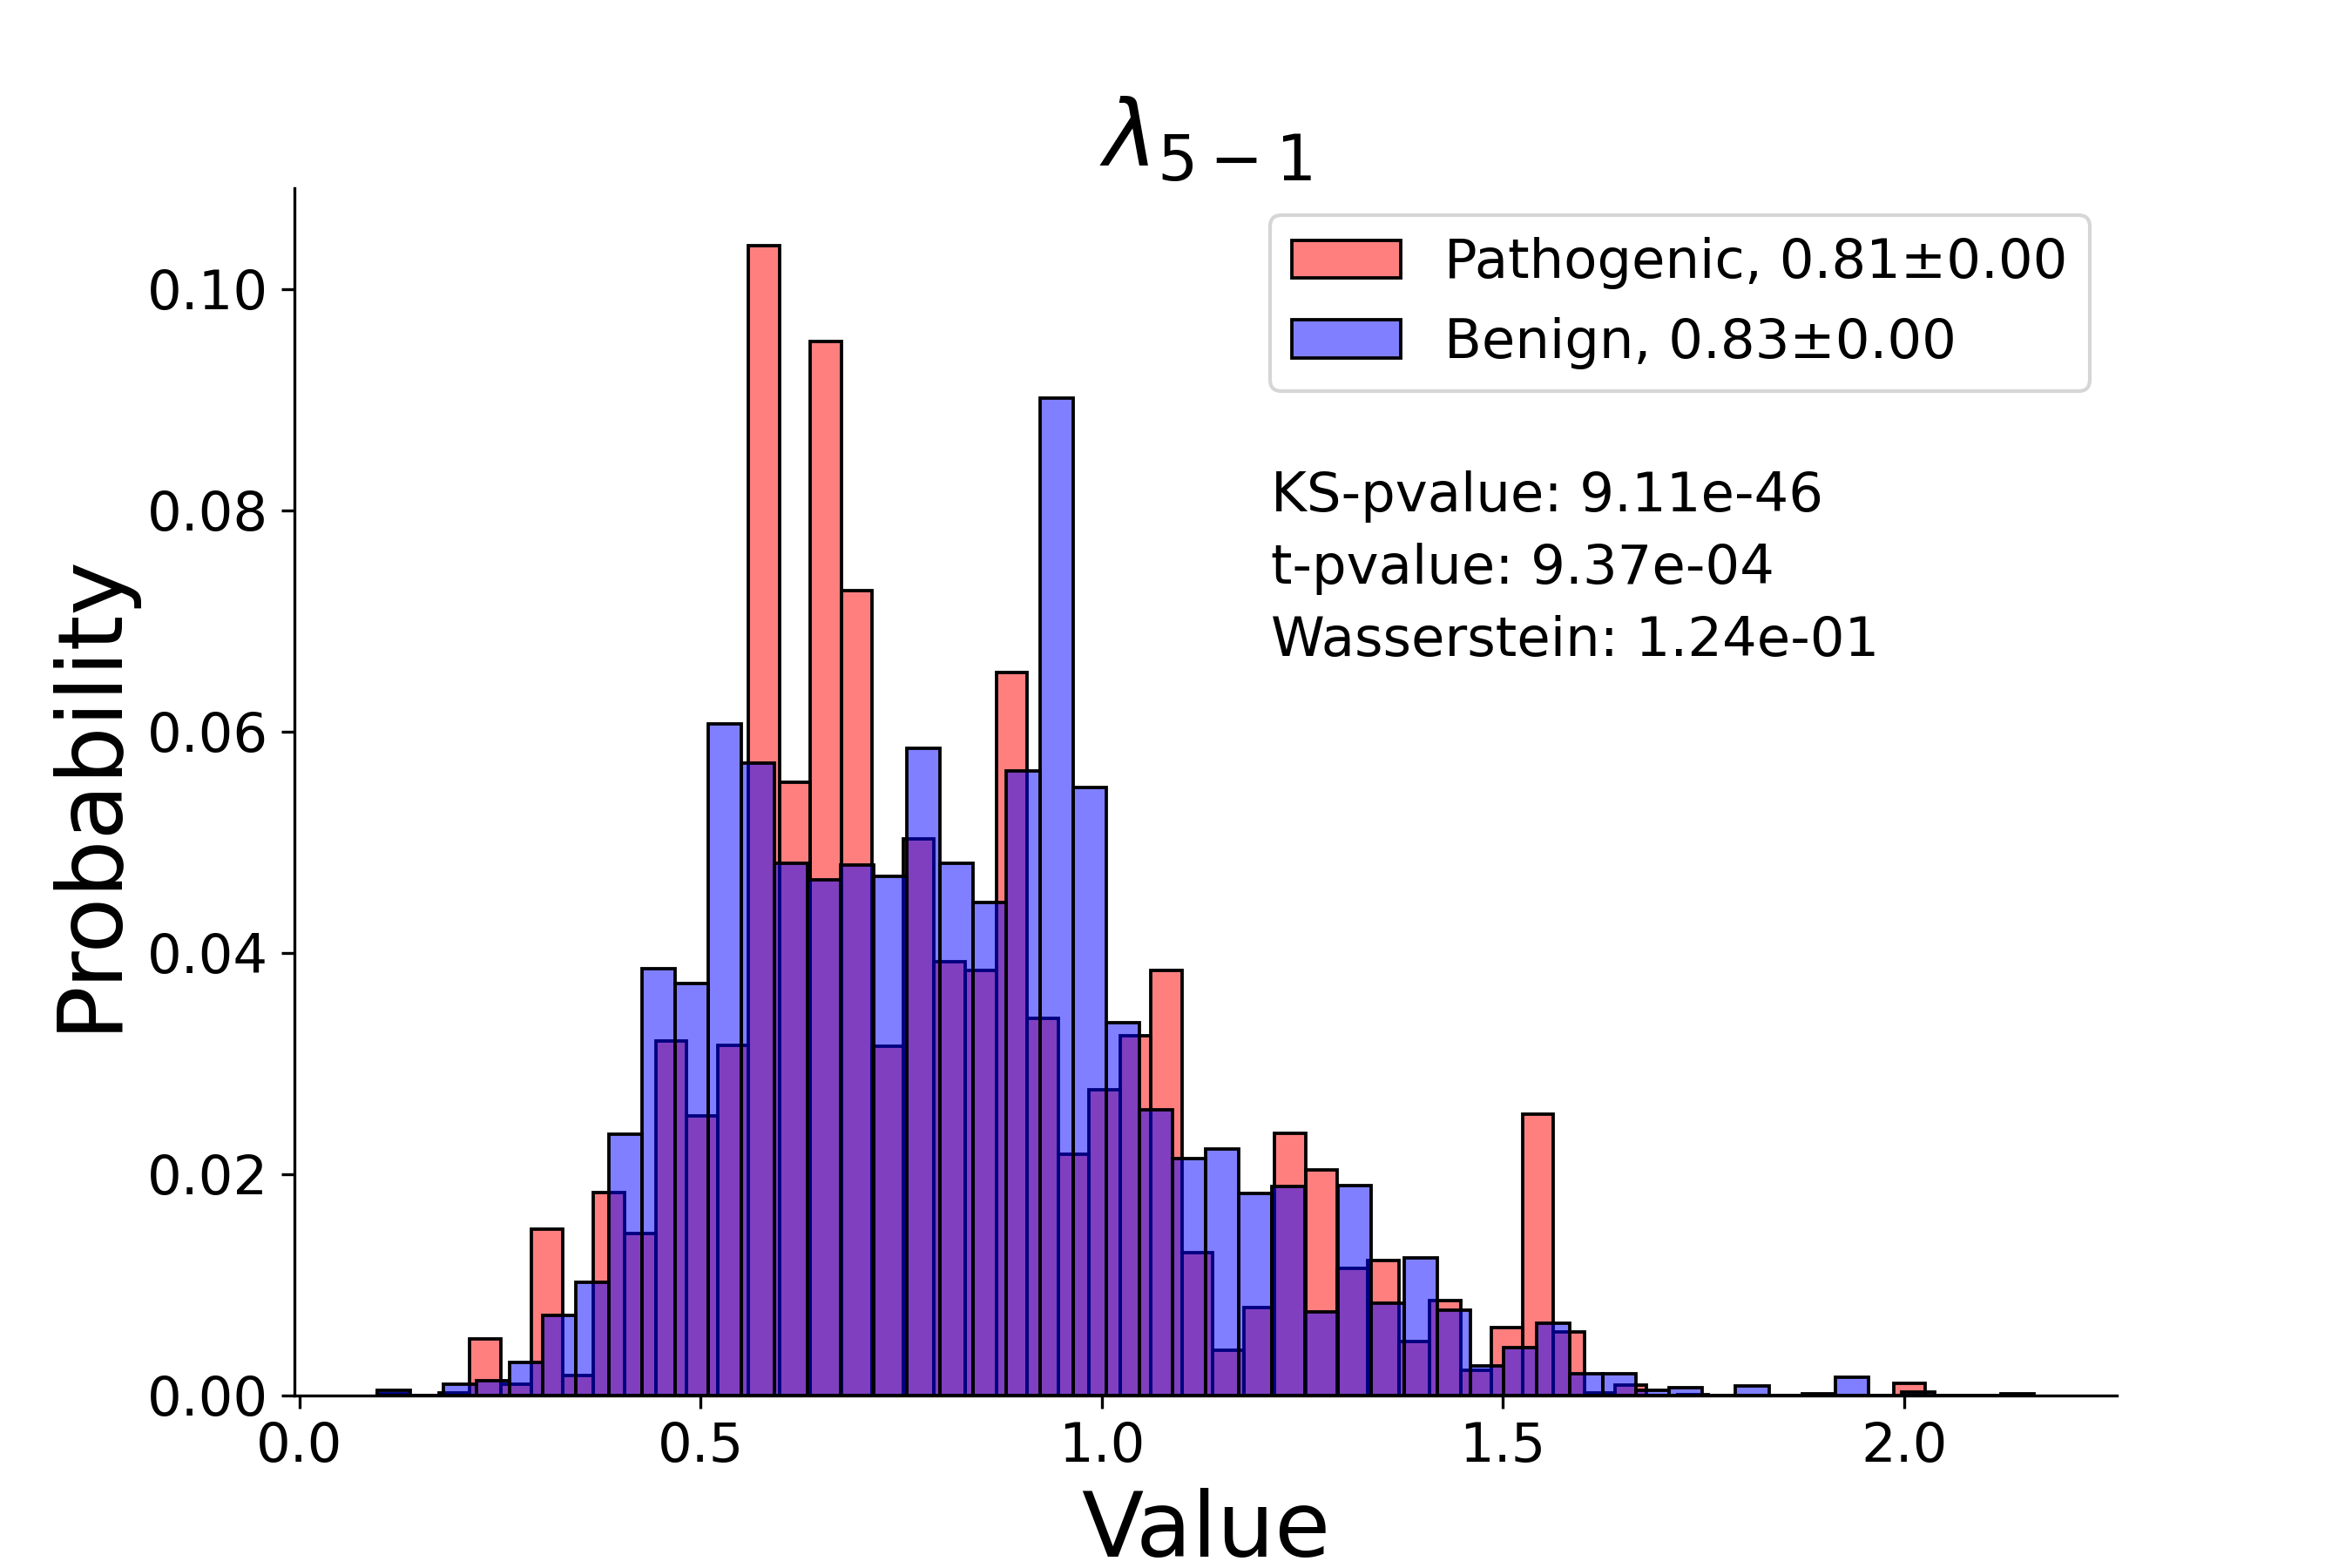 λ5 − 1
Pathogenic, 0.81±0.00
Benign, 0.83±0.00
KS-pvalue: 9.11e-46
t-pvalue: 9.37e-04
Wasserstein: 1.24e-01
Probability
0.10
0.08
0.06
0.04
0.02
0.00
0.0 0.5 1.0 1.5 2.0
Value